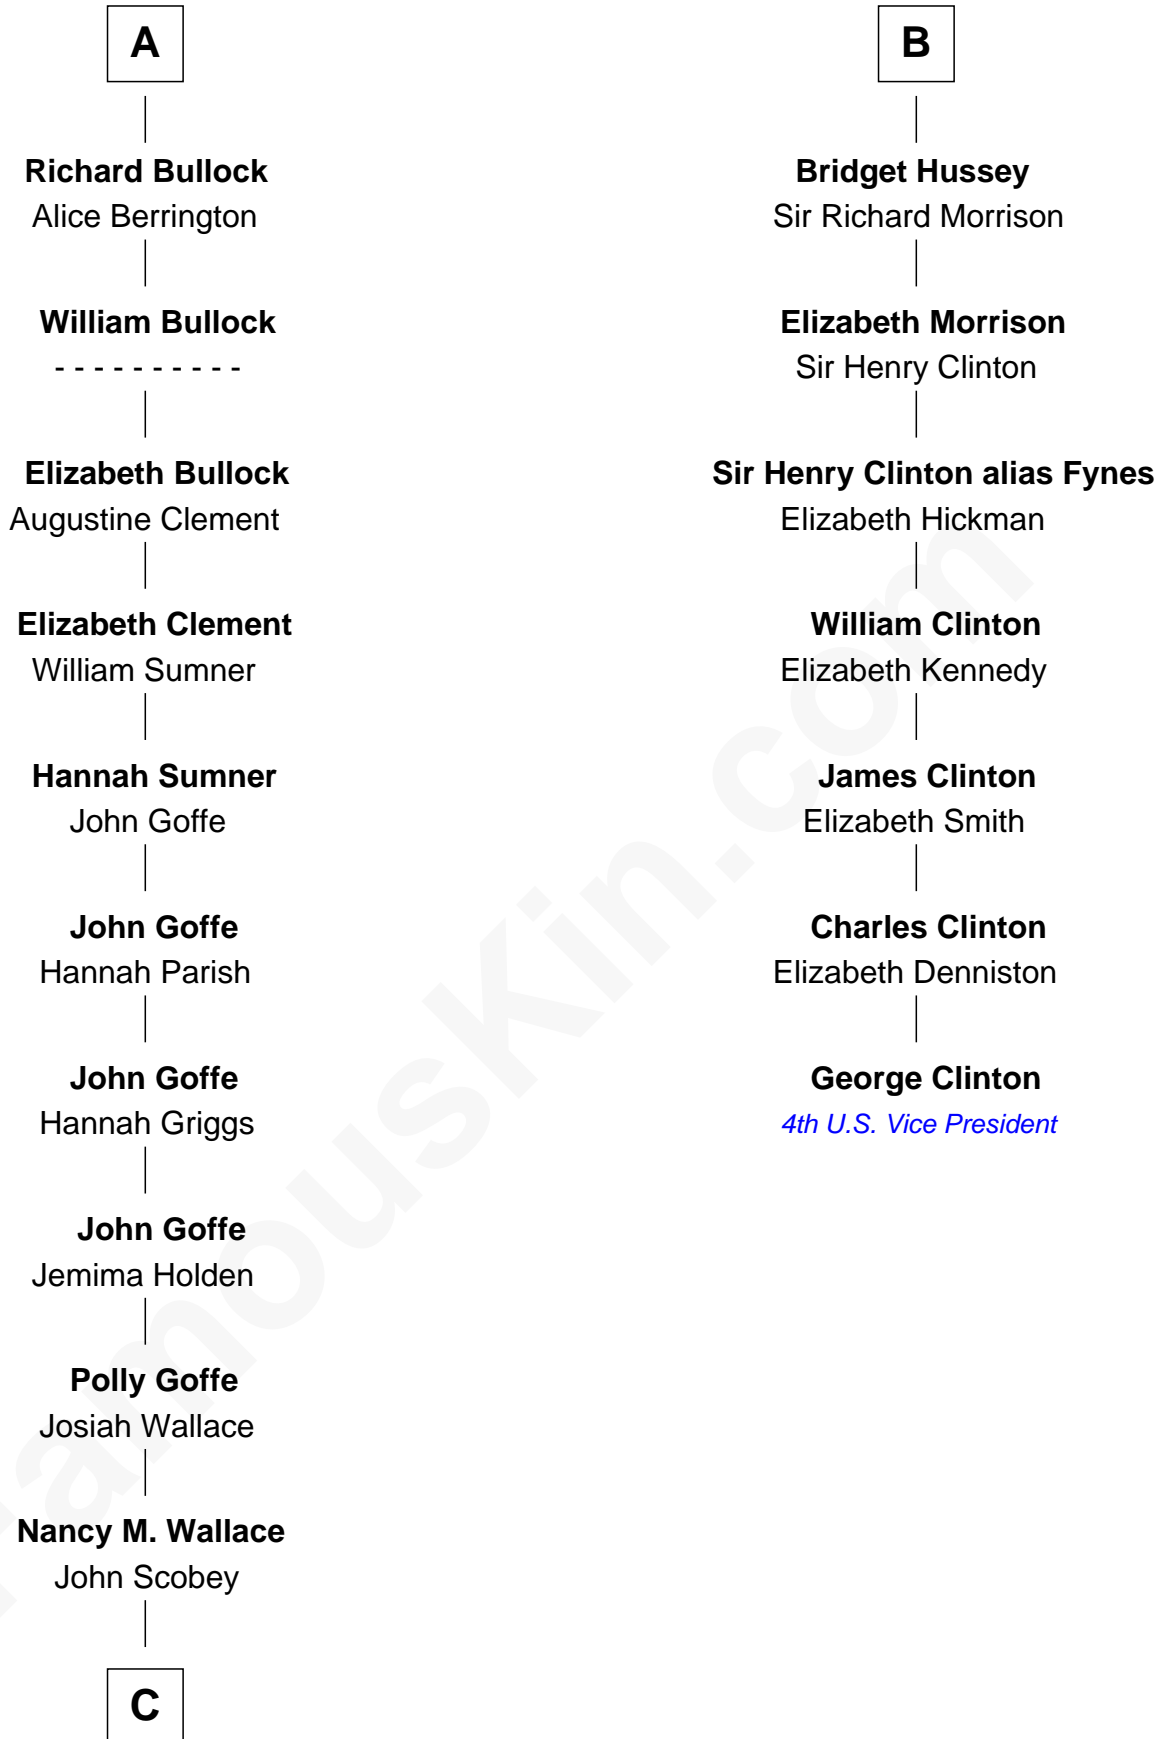 A
Richard Bullock
Alice Berrington
William Bullock
- - - - - - - - - -
Elizabeth Bullock
Augustine Clement
Elizabeth Clement
William Sumner
Hannah Sumner
John Goffe
John Goffe
Hannah Parish
John Goffe
Hannah Griggs
John Goffe
Jemima Holden
Polly Goffe
Josiah Wallace
Nancy M. Wallace
John Scobey
C
B
Bridget Hussey
Sir Richard Morrison
Elizabeth Morrison
Sir Henry Clinton
Sir Henry Clinton alias Fynes
Elizabeth Hickman
William Clinton
Elizabeth Kennedy
James Clinton
Elizabeth Smith
Charles Clinton
Elizabeth Denniston
George Clinton
4th U.S. Vice President
FamousKin.com